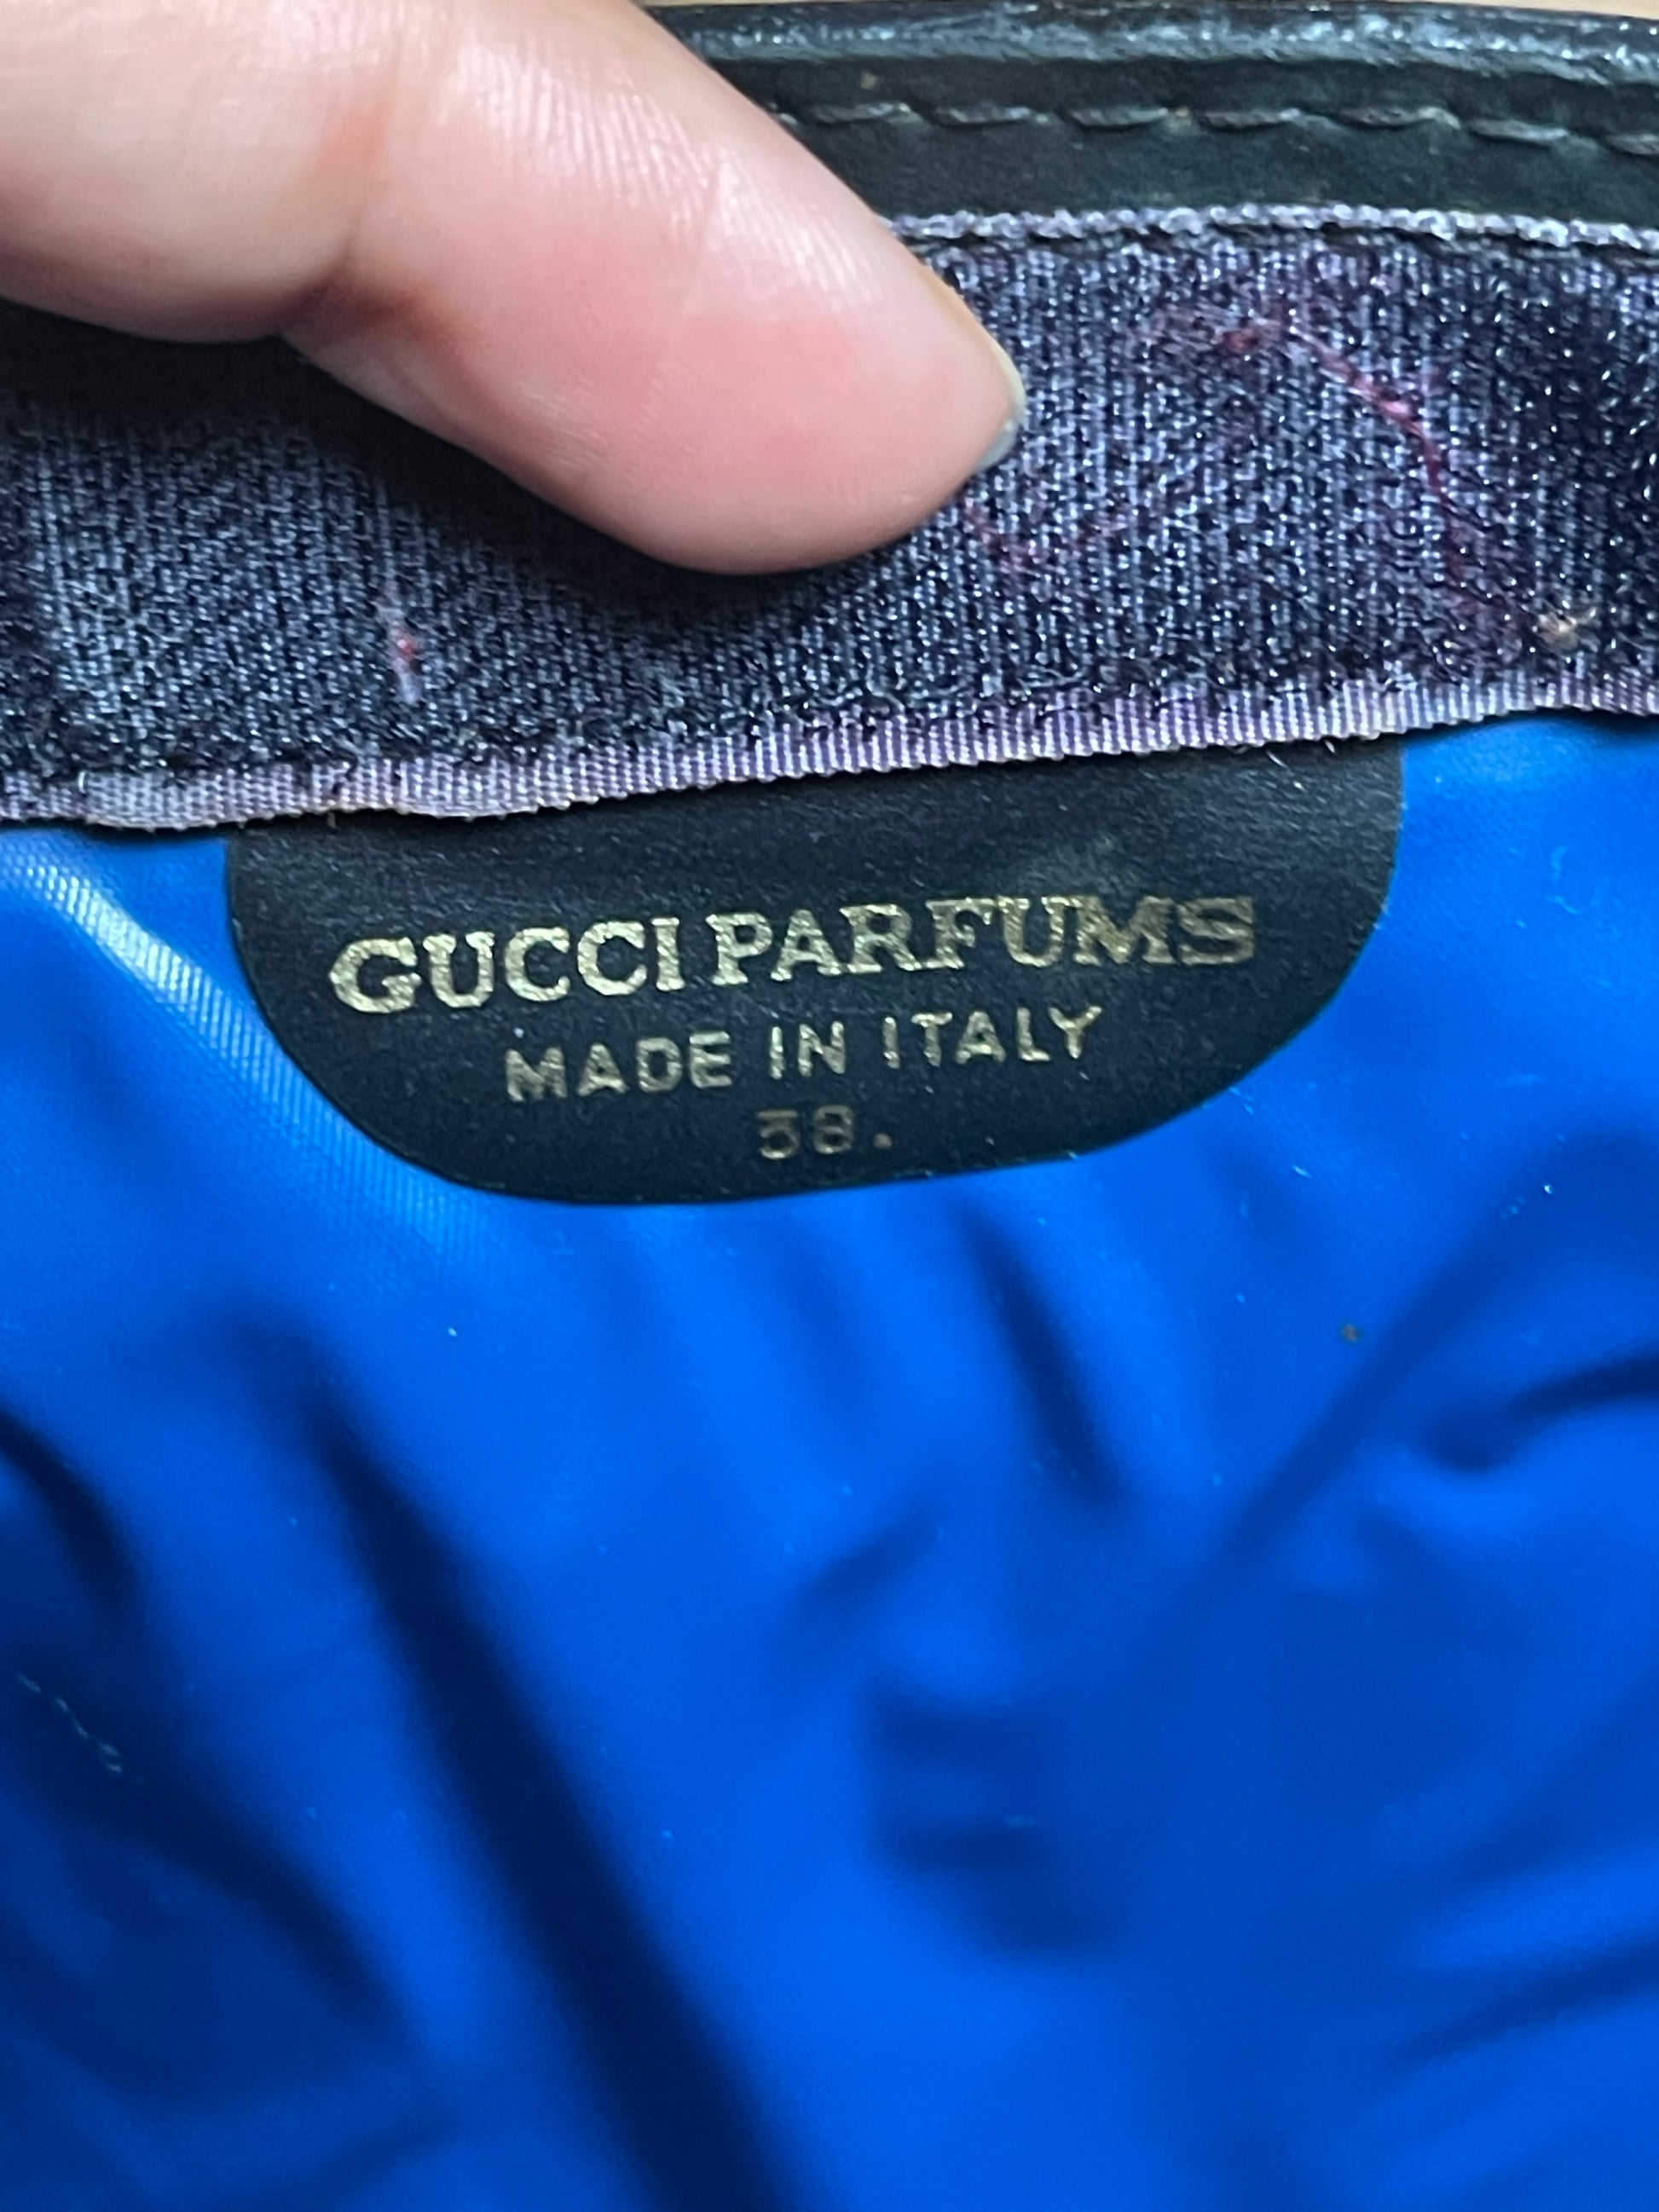 GUCCI PARFUMS
MADE IN ITALY
38.